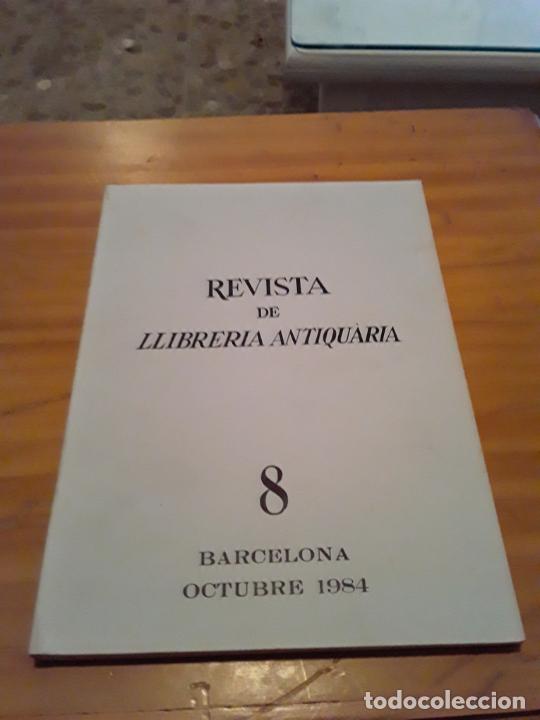 REVISTA
DE
LLIBRERIA ANTIQUÀRIA
8
BARCELONA
OCTUBRE 1984
todocoleccion